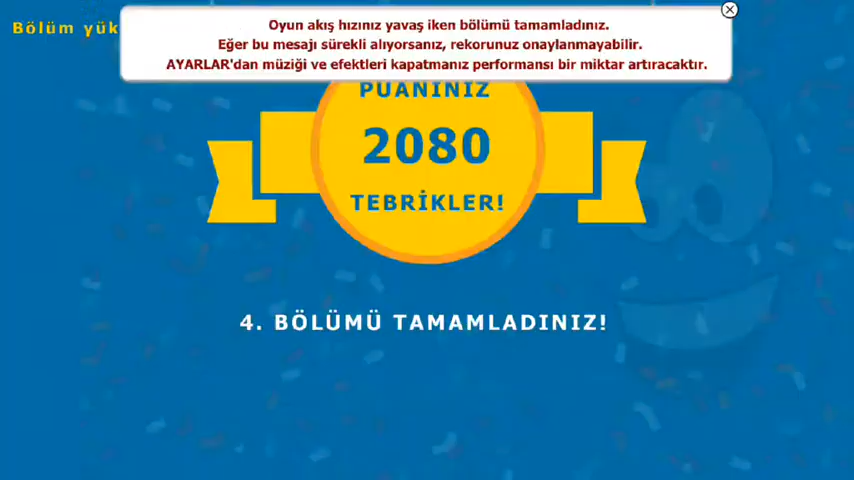 Bölüm yük
Oyun akış hızınız yavaş iken bölümü tamamladınız.
Eğer bu mesajı sürekli alıyorsanız, rekorunuz onaylanmayabilir.
AYARLAR'dan müziği ve efektleri kapatmanız performansı bir miktar artıracaktır.
PUANINIZ
2080
TEBRİKLER!
4. BÖLÜMÜ TAMAMLADINIZ!